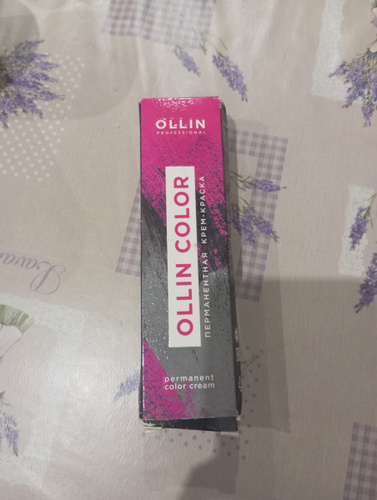 OLLIN
PROFESSIONAL
OLLIN COLOR
ПЕРМАНЕНТНАЯ КРЕМ-КРАСКА
permanent
color cream